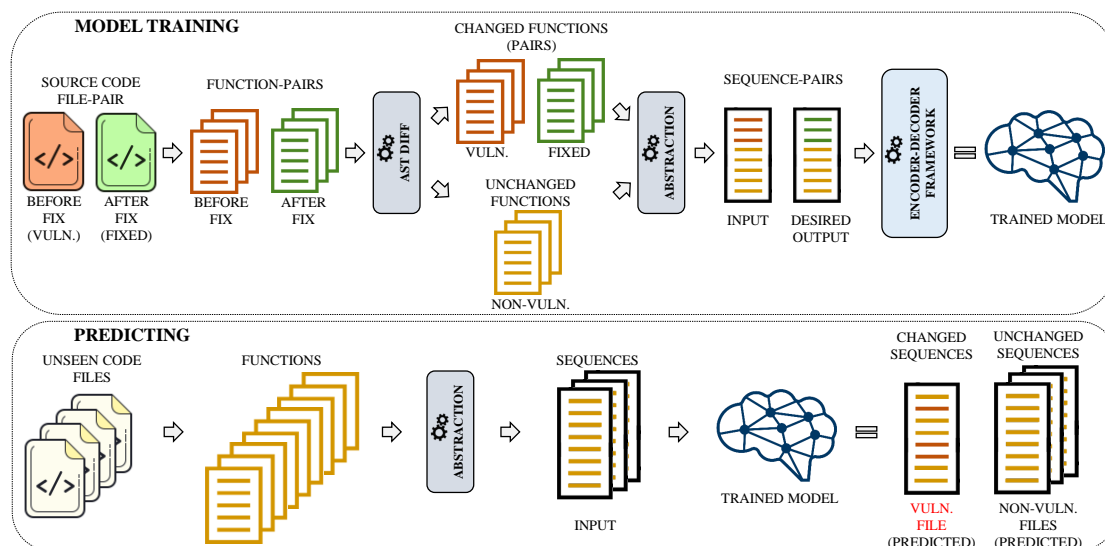 MODEL TRAINING
SOURCE CODE
FILE-PAIR
</>
</>
BEFORE
FIX
(VULN.)
AFTER
FIX
(FIXED)
FUNCTION-PAIRS
BEFORE
FIX
AFTER
FIX
AST DIFF
CHANGED FUNCTIONS
(PAIRS)
VULN.
FIXED
UNCHANGED
FUNCTIONS
NON-VULN.
ABSTRACTION
SEQUENCE-PAIRS
INPUT
DESIRED
OUTPUT
ENCODER-DECODER
FRAMEWORK
TRAINED MODEL
PREDICTING
UNSEEN CODE
FILES
</>
FUNCTIONS
ABSTRACTION
SEQUENCES
INPUT
TRAINED MODEL
CHANGED
SEQUENCES
VULN.
FILE
(PREDICTED)
UNCHANGED
SEQUENCES
NON-VULN.
FILES
(PREDICTED)